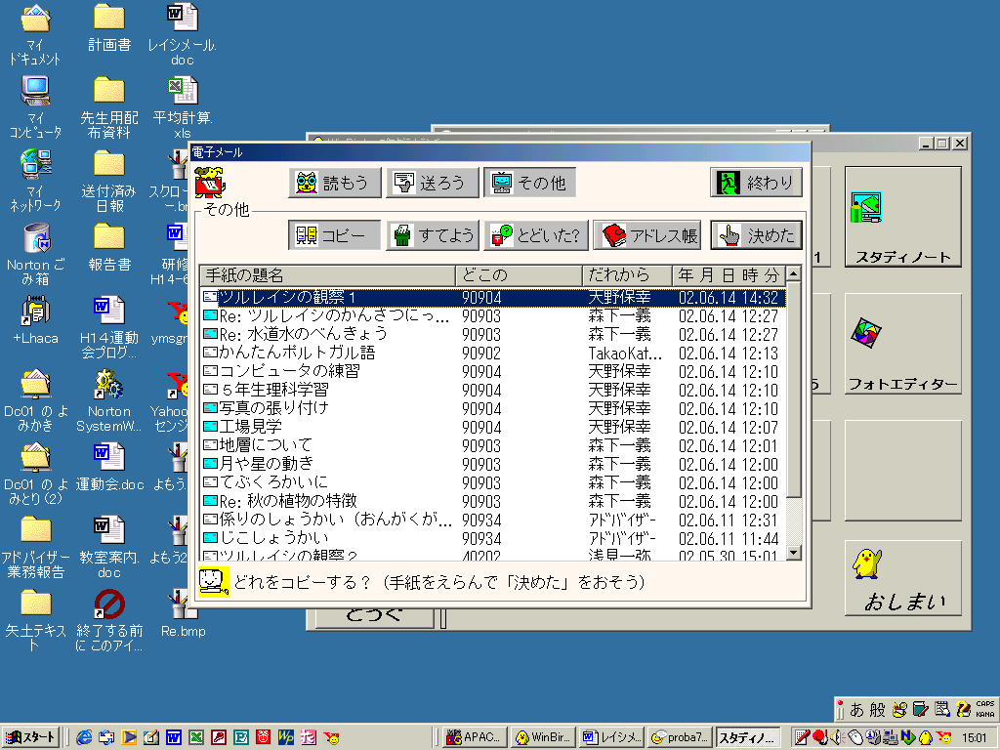 マイ
ドキュメント
計画書
レイシメール.
doc
マイ
コンピュータ
先生用配
布資料
平均計算.
xls
マイ
ネットワーク
送付済み
日報
スクロー
Norton ご
み箱
報告書
研修
H14-6
+Lhaca
H14運動
会プログ...
ymsgr
Dc01 の よ
みかき
Norton
SystemW...
Yahoo
センジ
Dc01 の よ
みとり(2)
運動会.doc
よもう
アドバイザー
業務報告
教室案内.
doc
よもう2
矢土テキス
ト
終了する前
に このアイ...
Re.bmp
電子メール
読もう
送ろう
その他
終わり
その他
コピー
すてよう
とどいた?
アドレス帳
決めた
手紙の題名 どこの だれから 年 月 日 時 分
ツルレイシの観察1 90904 天野保幸 02.06.14 14:32
Re: ツルレイシのかんさつにっ... 90903 森下一義 02.06.14 12:27
Re: 水道水のべんきょう 90903 森下一義 02.06.14 12:27
かんたんポルトガル語 90902 TakaoKat... 02.06.14 12:13
コンピュータの練習 90904 天野保幸 02.06.14 12:10
5年生理科学習 90904 天野保幸 02.06.14 12:10
写真の張り付け 90904 天野保幸 02.06.14 12:10
工場見学 90904 天野保幸 02.06.14 12:07
地層について 90903 森下一義 02.06.14 12:01
月や星の動き 90903 森下一義 02.06.14 12:00
てぶくろかいに 90903 森下一義 02.06.14 12:00
Re: 秋の植物の特徴 90903 森下一義 02.06.14 12:00
係りのしょうかい（おんがくが... 90934 アドバイザー 02.06.11 12:31
じこしょうかい 90934 アドバイザー 02.06.11 11:44
ツルレイシの観察2 40202 浅見一弥 02.05.30 15:01
どれをコピーする？（手紙をえらんで「決めた」をおそう）
スタディノート
フォトエディター
おしまい
どうぐ
あ 般
CAPS
KANA
スタート
APAC...
WinBir...
レイシメ...
proba7...
スタディノ...
15:01